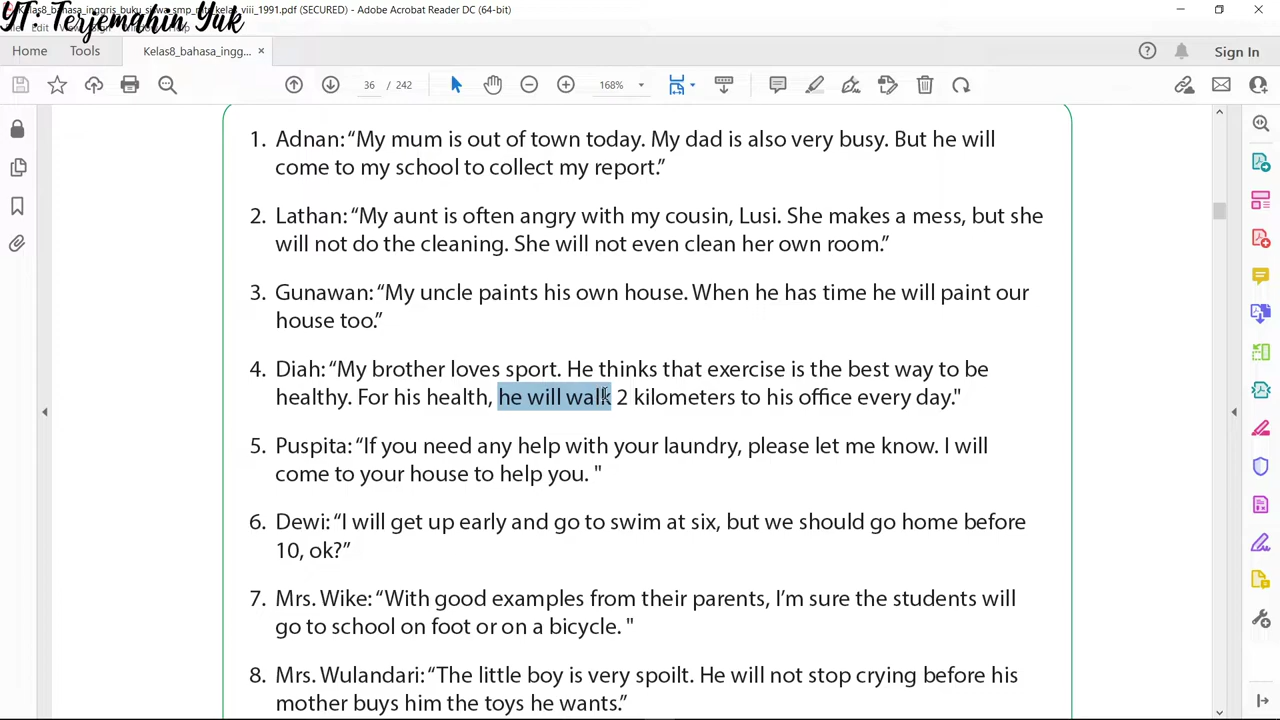 Kelas8_bahasa_inggris_buku_siswa_smp_mts_kelas_viii_1991.pdf (SECURED) - Adobe Acrobat Reader DC (64-bit)
YT: Terjemahin Yuk
Home Tools Kelas8_bahasa_ingg... × Sign In
36 / 242 168%
1. Adnan: “My mum is out of town today. My dad is also very busy. But he will
come to my school to collect my report.”
2. Lathan: “My aunt is often angry with my cousin, Lusi. She makes a mess, but she
will not do the cleaning. She will not even clean her own room.”
3. Gunawan: “My uncle paints his own house. When he has time he will paint our
house too.”
4. Diah: “My brother loves sport. He thinks that exercise is the best way to be
healthy. For his health, he will walk 2 kilometers to his office every day."
5. Puspita: “If you need any help with your laundry, please let me know. I will
come to your house to help you. "
6. Dewi: “I will get up early and go to swim at six, but we should go home before
10, ok?”
7. Mrs. Wike: “With good examples from their parents, I’m sure the students will
go to school on foot or on a bicycle. "
8. Mrs. Wulandari: “The little boy is very spoilt. He will not stop crying before his
mother buys him the toys he wants.”